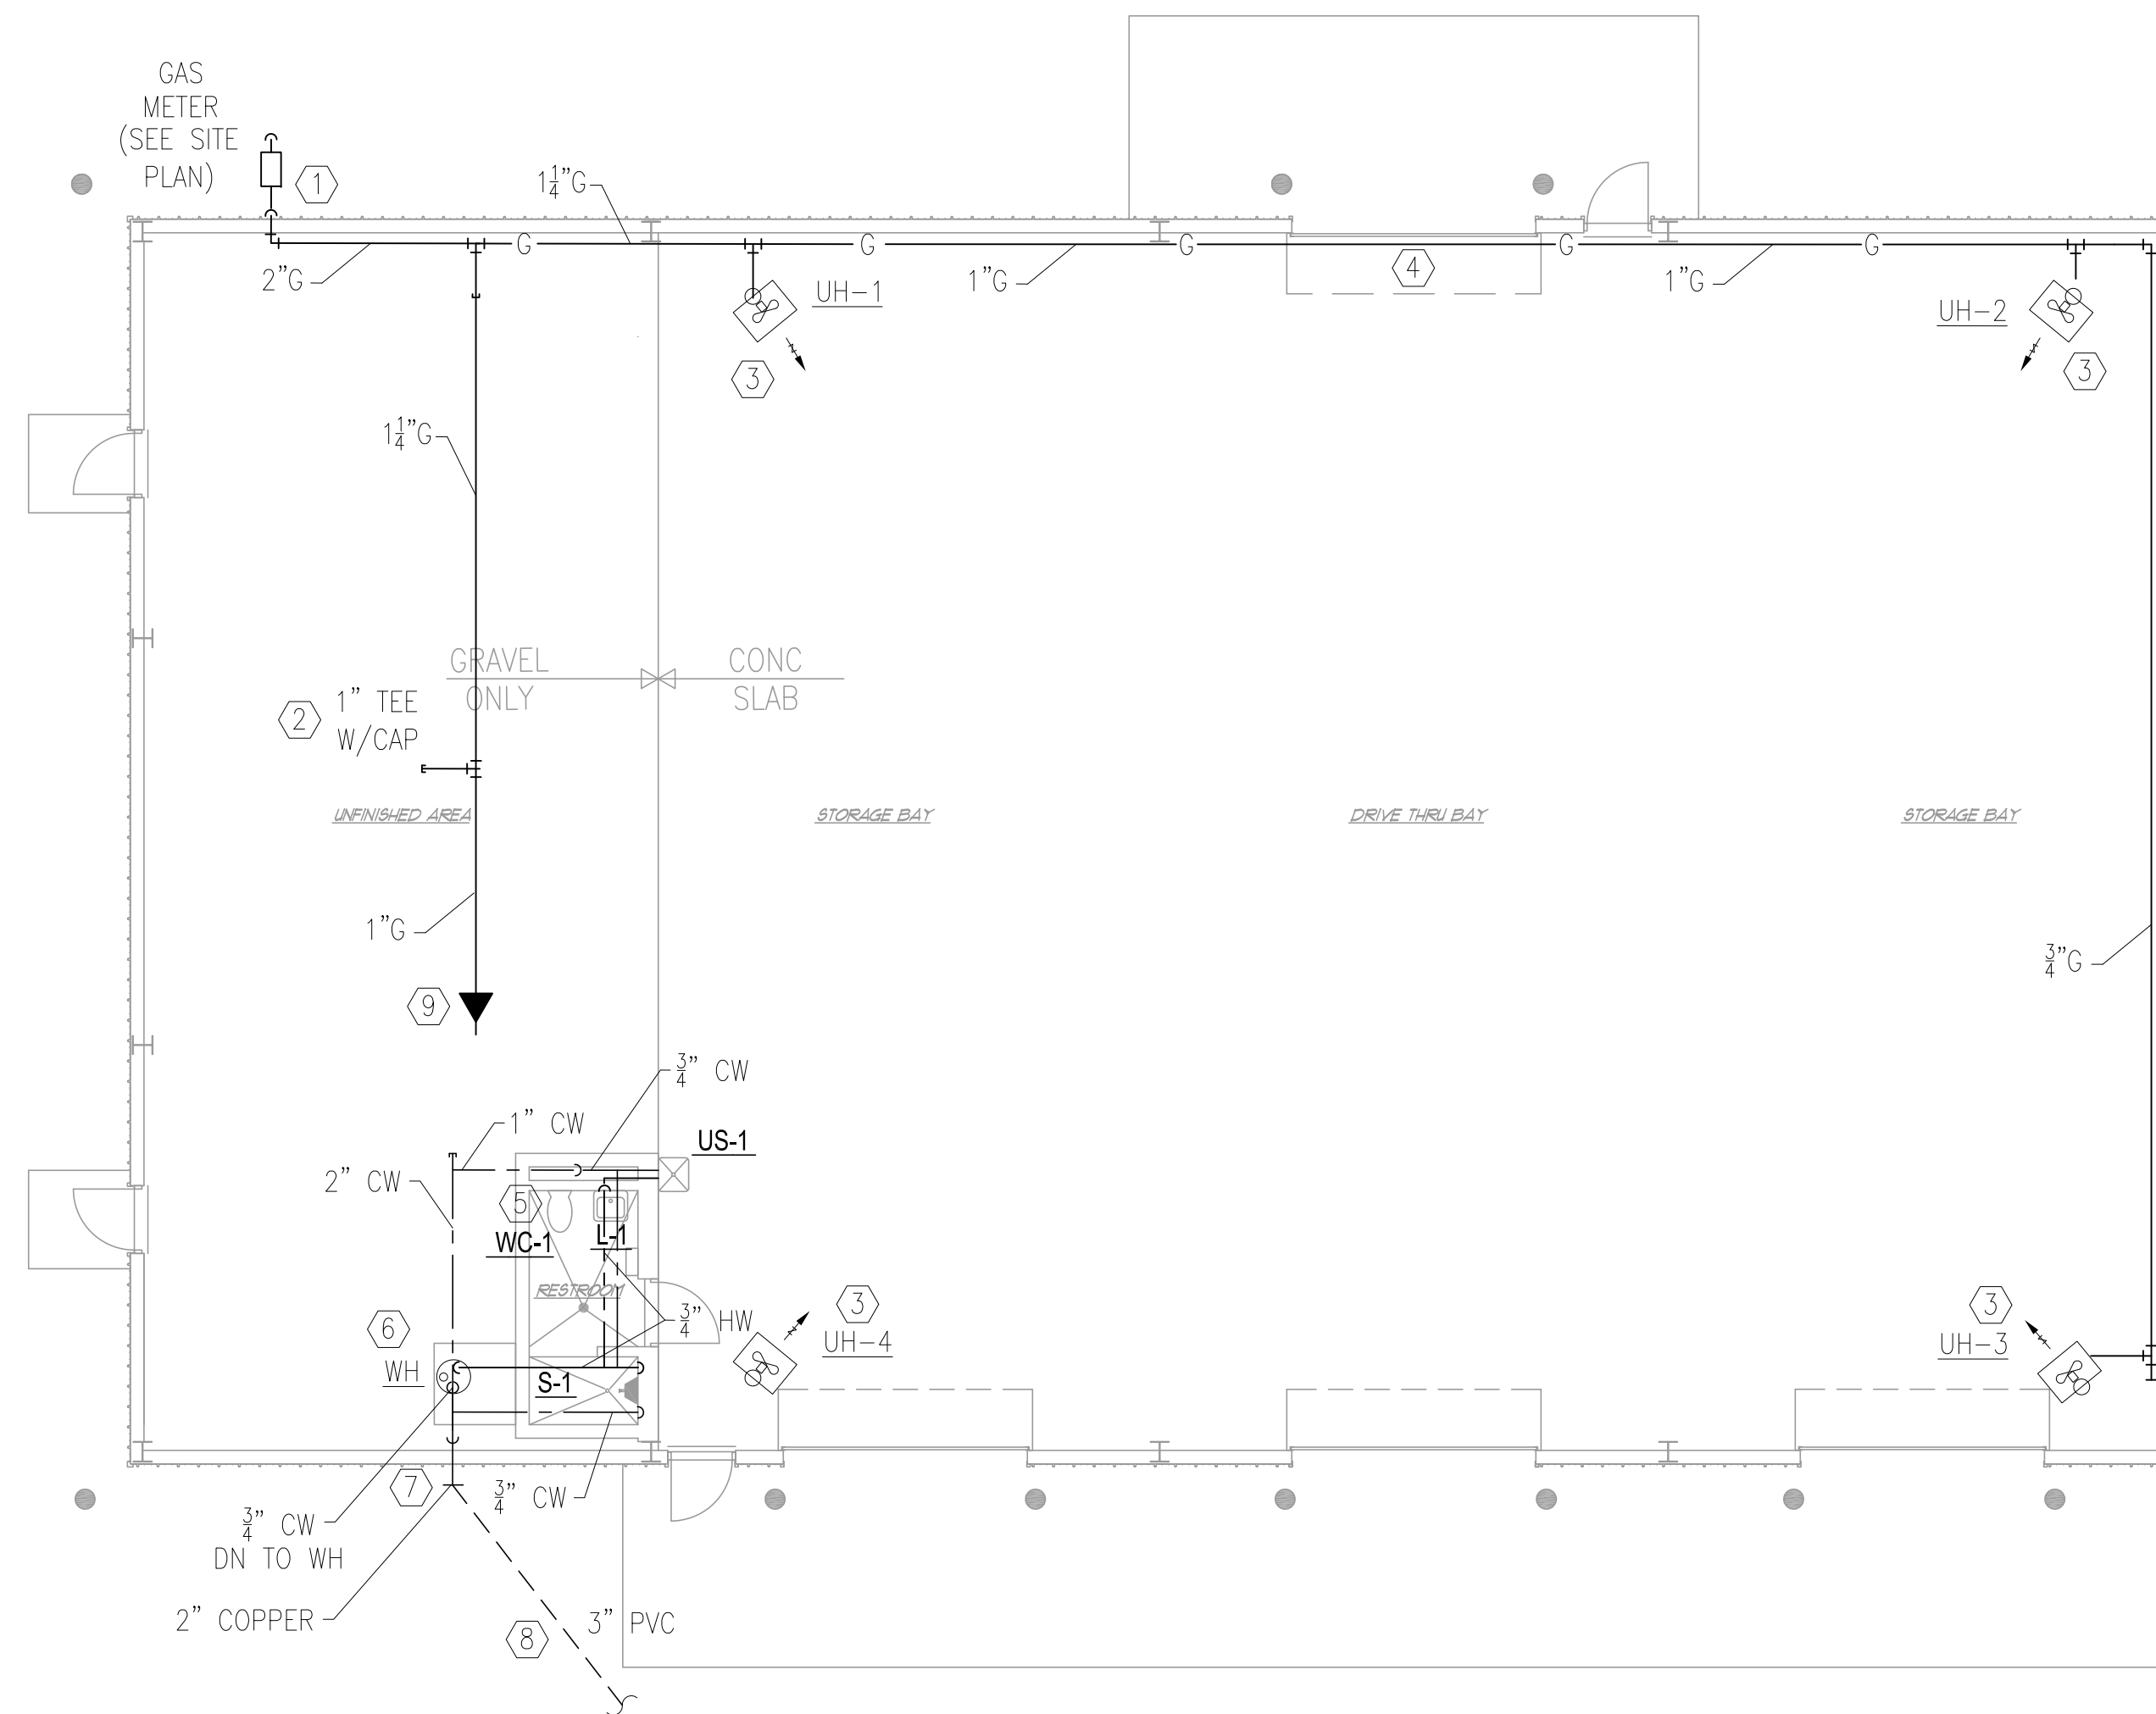 GAS
METER
(SEE SITE
PLAN)
1
1 1/4"G
2"G
G
G
G
G
G
UH-1
3
1"G
4
1"G
UH-2
3
1 1/4"G
GRAVEL
ONLY
CONC
SLAB
2
1" TEE
W/CAP
UNFINISHED AREA
STORAGE BAY
DRIVE THRU BAY
STORAGE BAY
1"G
3/4"G
9
3/4" CW
1" CW
US-1
2" CW
5
WC-1
L-1
RESTROOM
3/4" HW
6
WH
S-1
3
UH-4
3
UH-3
7
3/4" CW
3/4" CW
DN TO WH
2" COPPER
8
3" PVC